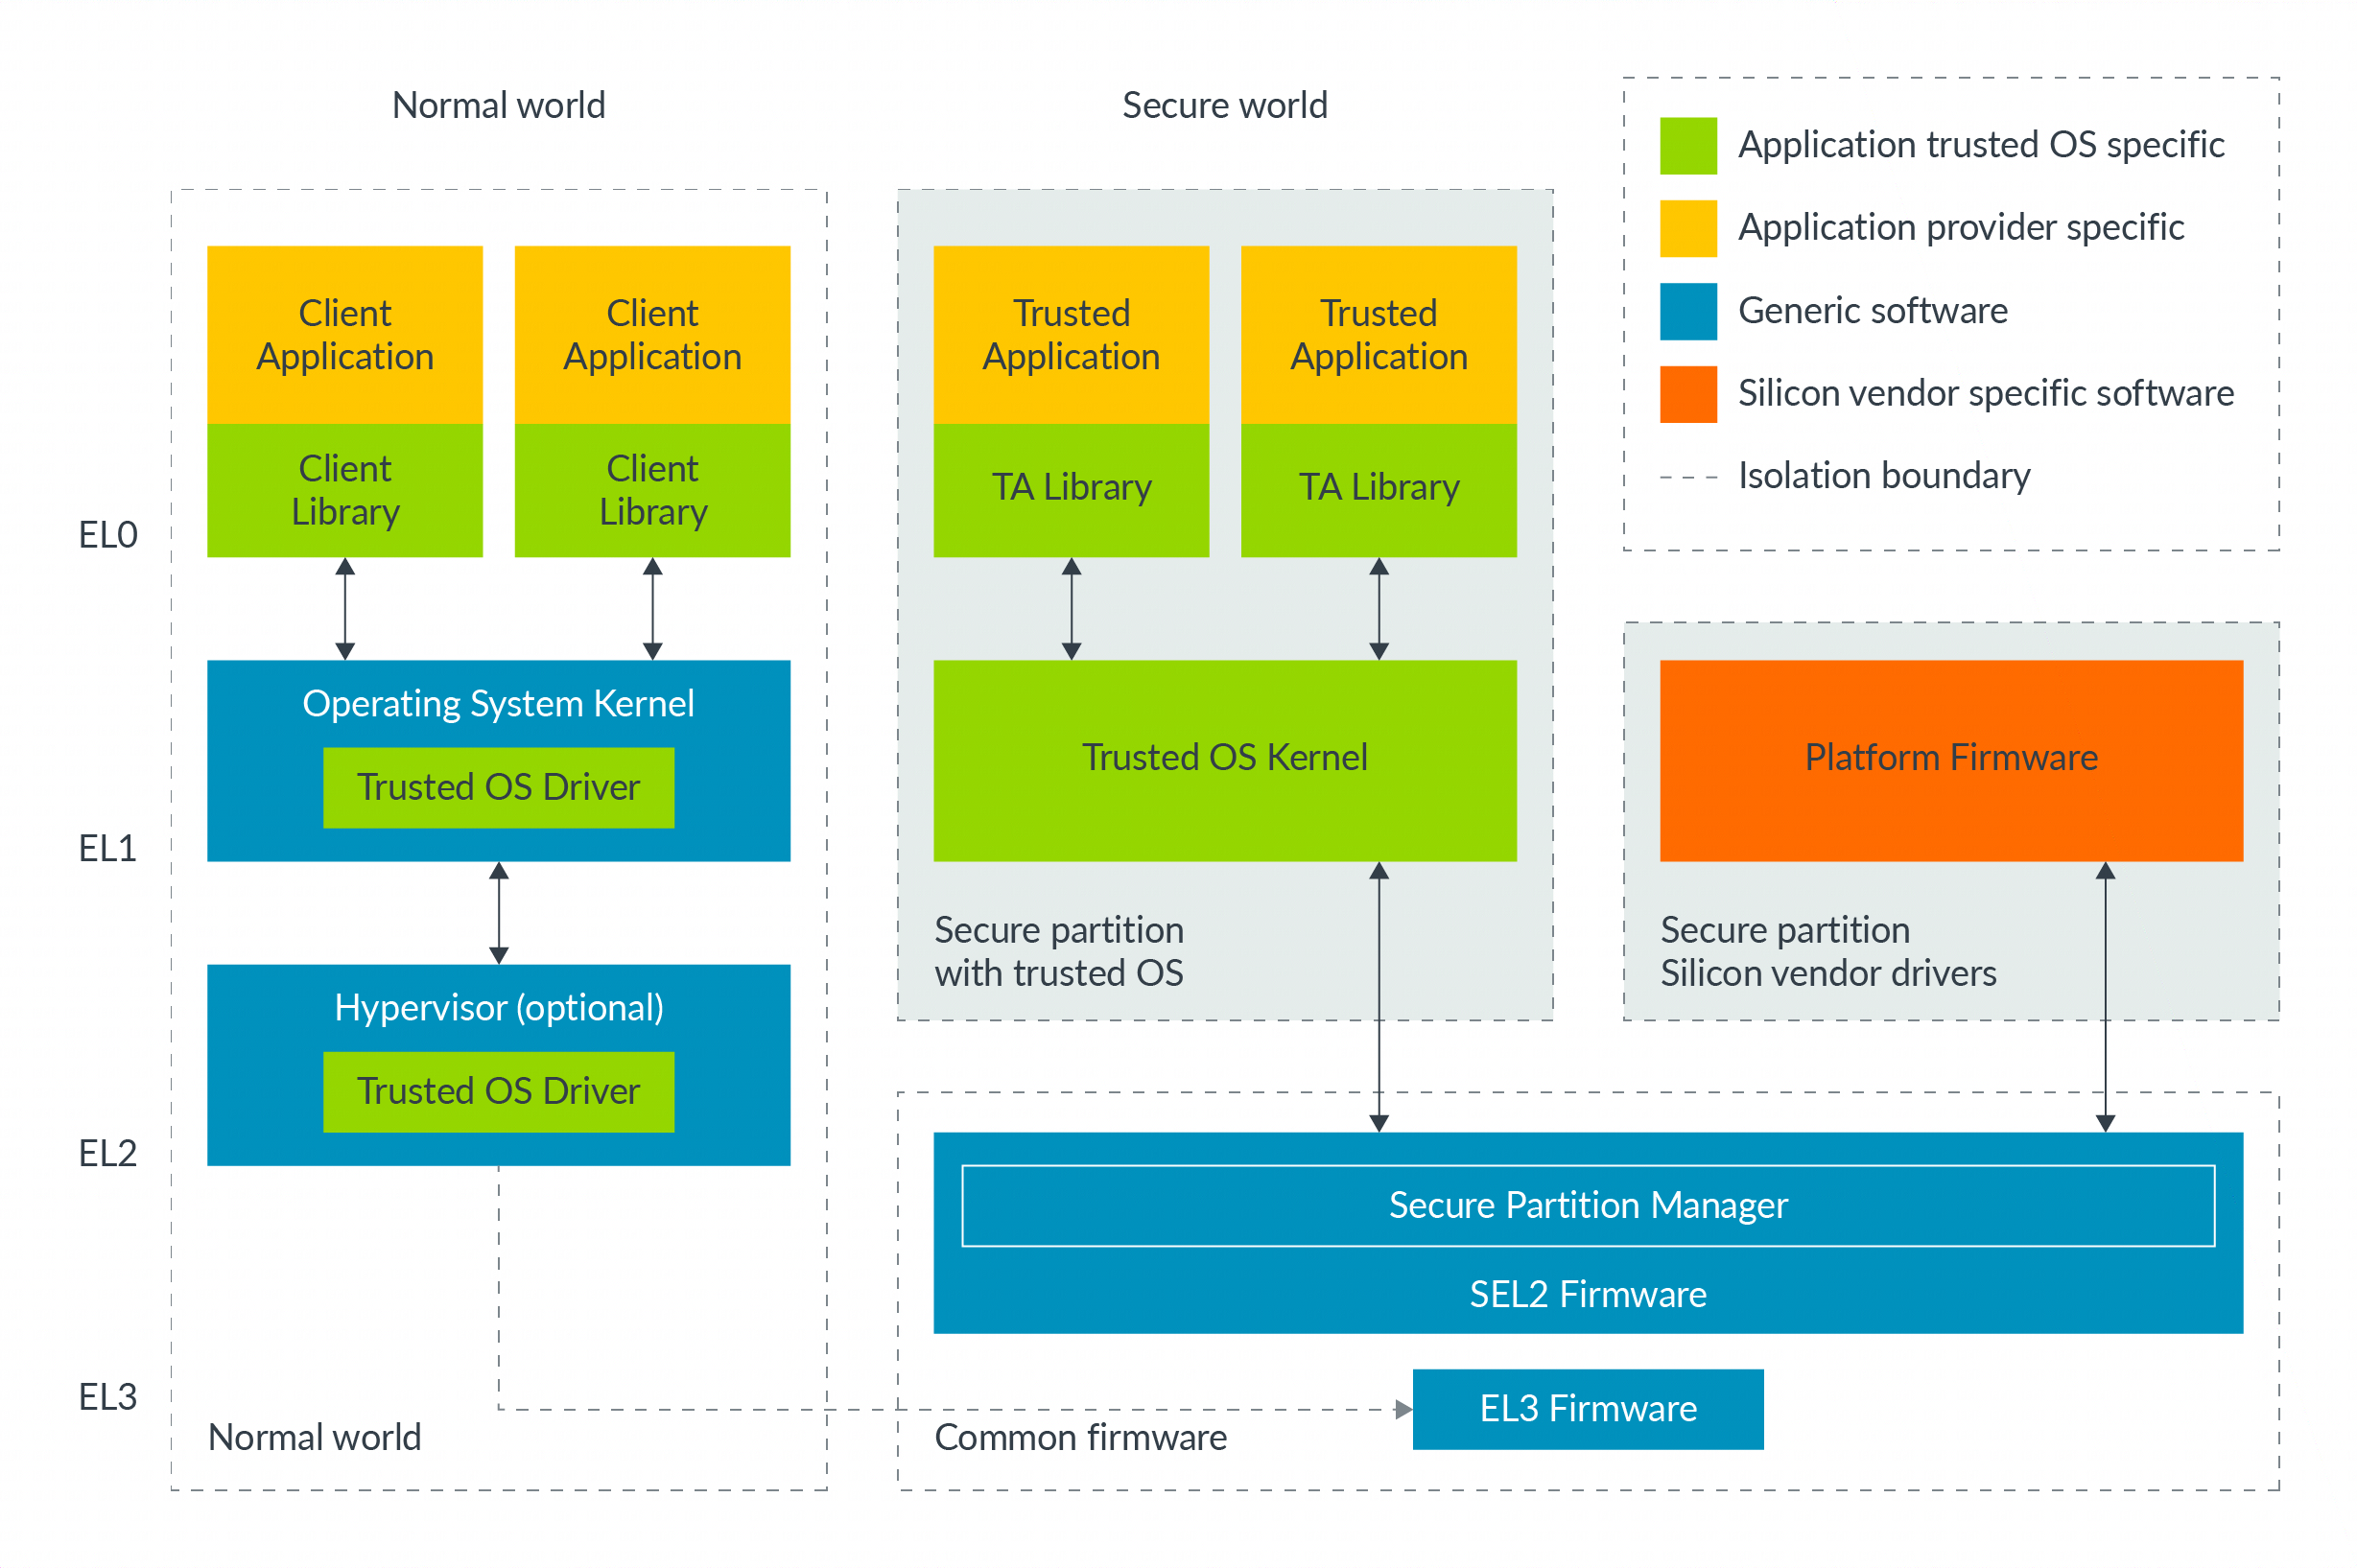 Normal world
Secure world
Application trusted OS specific
Application provider specific
Generic software
Silicon vendor specific software
Isolation boundary
Client
Application
Client
Application
Trusted
Application
Trusted
Application
Client
Library
Client
Library
TA Library
TA Library
EL0
Operating System Kernel
Trusted OS Driver
Trusted OS Kernel
Platform Firmware
EL1
Secure partition
with trusted OS
Secure partition
Silicon vendor drivers
Hypervisor (optional)
Trusted OS Driver
EL2
Secure Partition Manager
SEL2 Firmware
EL3
EL3 Firmware
Normal world
Common firmware